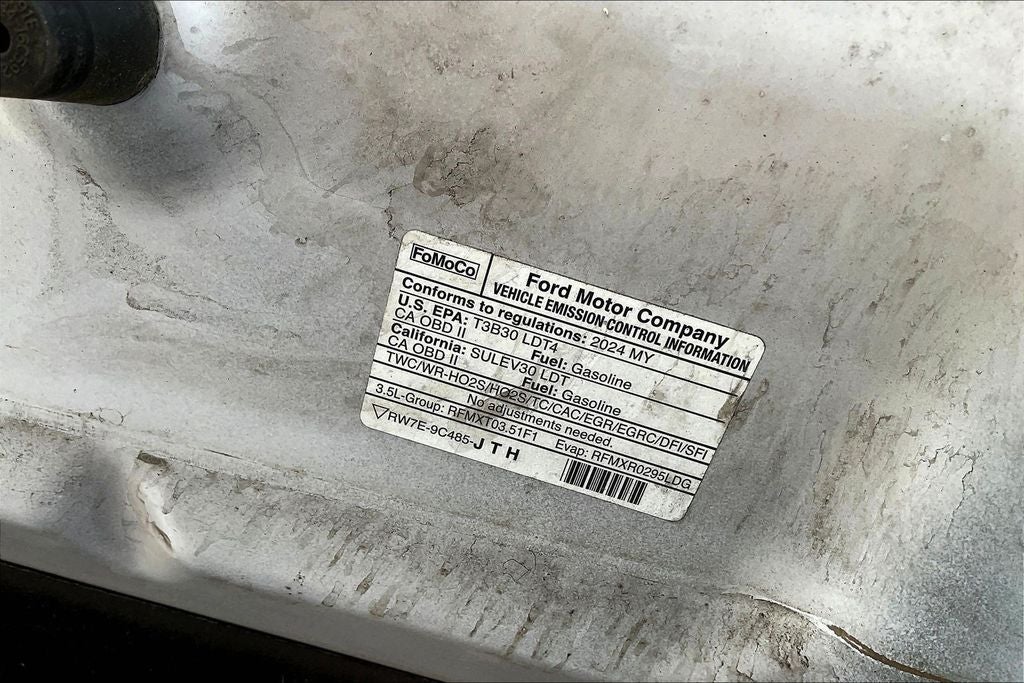 FoMoCo
Ford Motor Company
VEHICLE EMISSION CONTROL INFORMATION
Conforms to regulations: 2024 MY
U.S. EPA: T3B30 LDT4 Fuel: Gasoline
CA OBD II
California: SULEV30 LDT Fuel: Gasoline
CA OBD II
TWC/WR-HO2S/HO2S/TC/CAC/EGR/EGRC/DFI/SFI
No adjustments needed.
3.5L-Group: RFMXT03.51F1 Evap: RFMXR0295LDG
RW7E-9C485-JTH